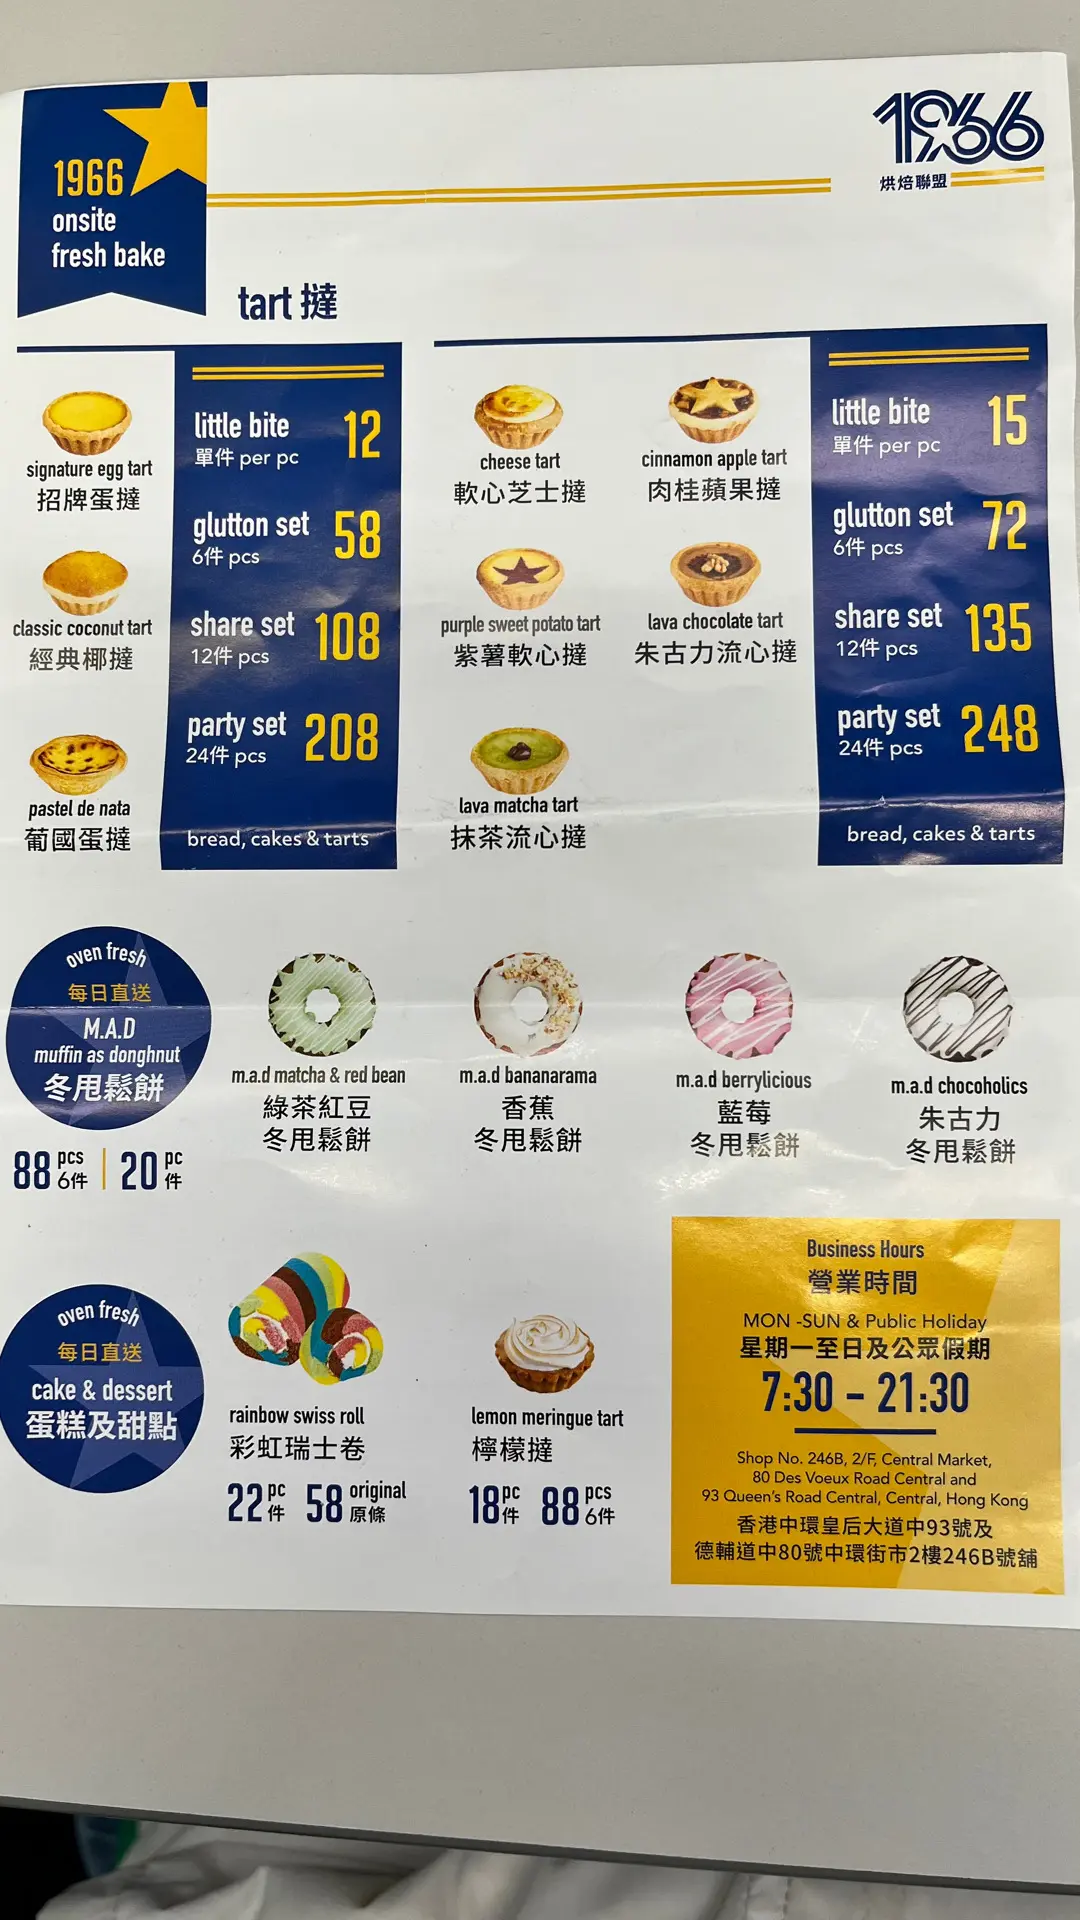 1966
onsite
fresh bake
1966
烘焙聯盟
tart 撻
signature egg tart
招牌蛋撻
classic coconut tart
經典椰撻
pastel de nata
葡國蛋撻
little bite 12
單件 per pc
glutton set 58
6件 pcs
share set 108
12件 pcs
party set 208
24件 pcs
bread, cakes & tarts
cheese tart
軟心芝士撻
cinnamon apple tart
肉桂蘋果撻
purple sweet potato tart
紫薯軟心撻
lava chocolate tart
朱古力流心撻
lava matcha tart
抹茶流心撻
little bite 15
單件 per pc
glutton set 72
6件 pcs
share set 135
12件 pcs
party set 248
24件 pcs
bread, cakes & tarts
oven fresh
每日直送
M.A.D
muffin as donghnut
冬甩鬆餅
88 pcs 6件 | 20 pc 件
m.a.d matcha & red bean
綠茶紅豆
冬甩鬆餅
m.a.d bananarama
香蕉
冬甩鬆餅
m.a.d berrylicious
藍莓
冬甩鬆餅
m.a.d chocoholics
朱古力
冬甩鬆餅
oven fresh
每日直送
cake & dessert
蛋糕及甜點
rainbow swiss roll
彩虹瑞士卷
22 pc 件 58 original 原條
lemon meringue tart
檸檬撻
18 pc 件 88 pcs 6件
Business Hours
營業時間
MON -SUN & Public Holiday
星期一至日及公眾假期
7:30 - 21:30
Shop No. 246B, 2/F, Central Market,
80 Des Voeux Road Central and
93 Queen's Road Central, Central, Hong Kong
香港中環皇后大道中93號及
德輔道中80號中環街市2樓246B號舖